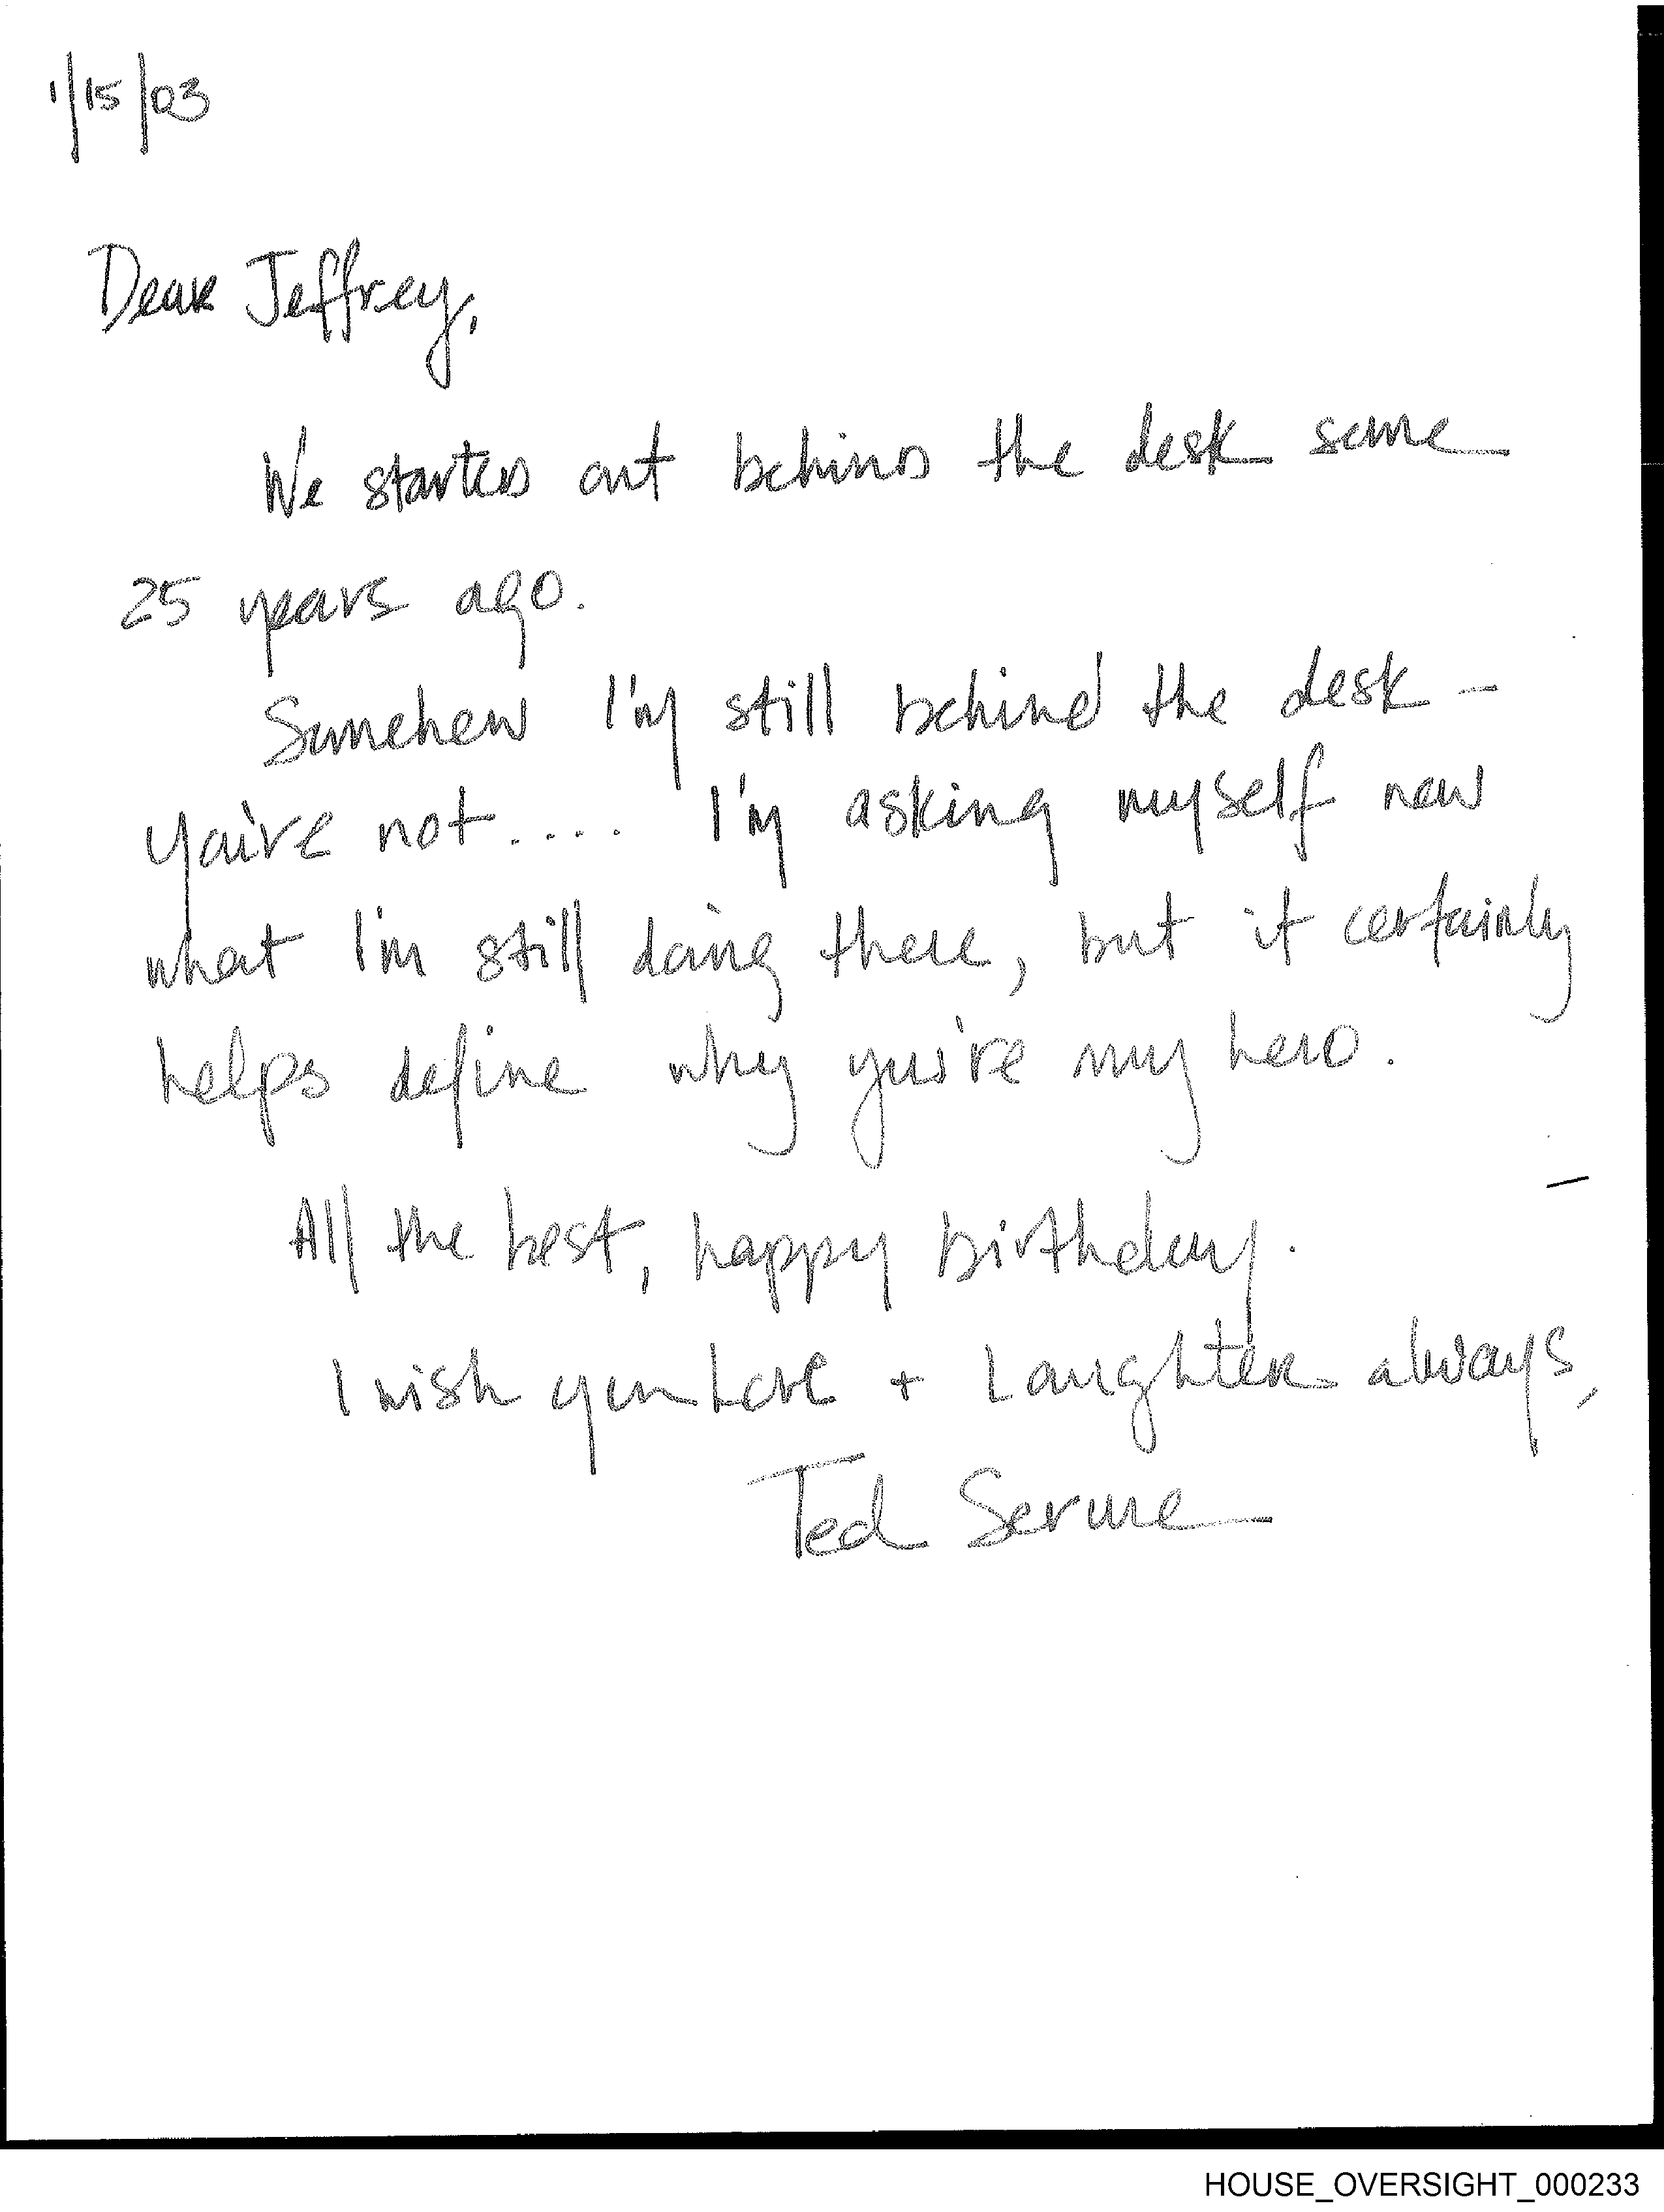 1/15/03
Dear Jeffrey,
We started out behind the desk some
25 years ago.
Somehow I'm still behind the desk -
you're not.... I'm asking myself now
what I'm still doing there, but it certainly
helps define why you're my hero.
All the best, happy birthday.
I wish you Love + Laughter always,
Ted Serure
HOUSE_OVERSIGHT_000233